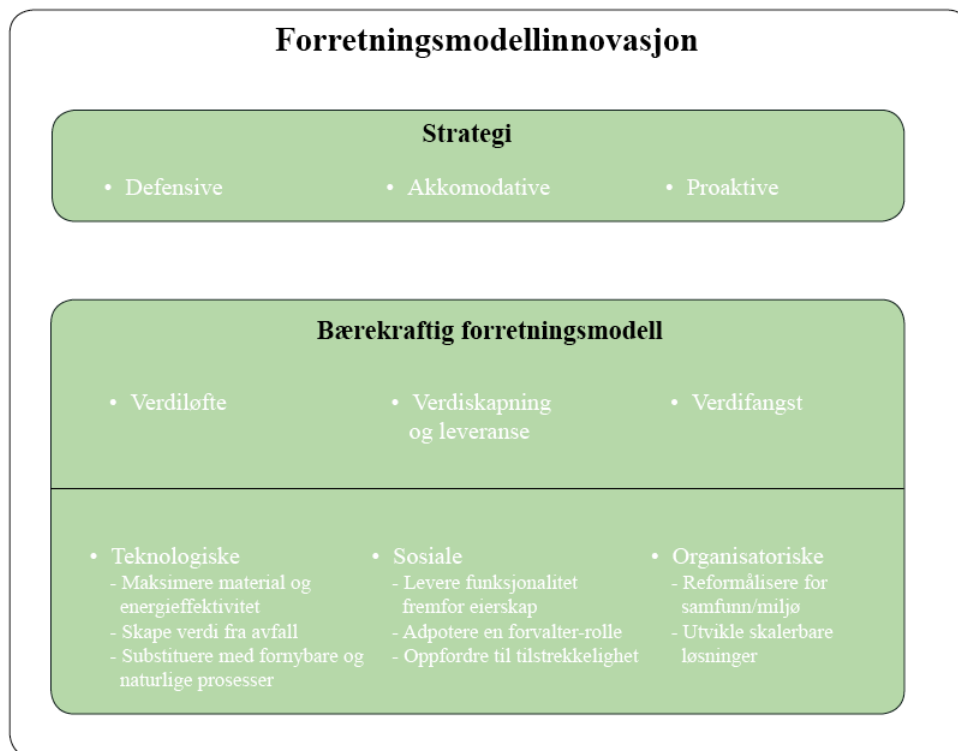 Forretningsmodellinnovasjon
Strategi
• Defensive
• Akkomodative
• Proaktive
Bærekraftig forretningsmodell
• Verdiløfte
• Verdiskapning
og leveranse
• Verdifangst
• Teknologiske
- Maksimere material og
energieffektivitet
- Skape verdi fra avfall
- Substituere med fornybare og
naturlige prosesser
• Sosiale
- Levere funksjonalitet
fremfor eierskap
- Adpotere en forvalter-rolle
- Oppfordre til tilstrekkelighet
• Organisatoriske
- Reformålisere for
samfunn/miljø
- Utvikle skalerbare
løsninger